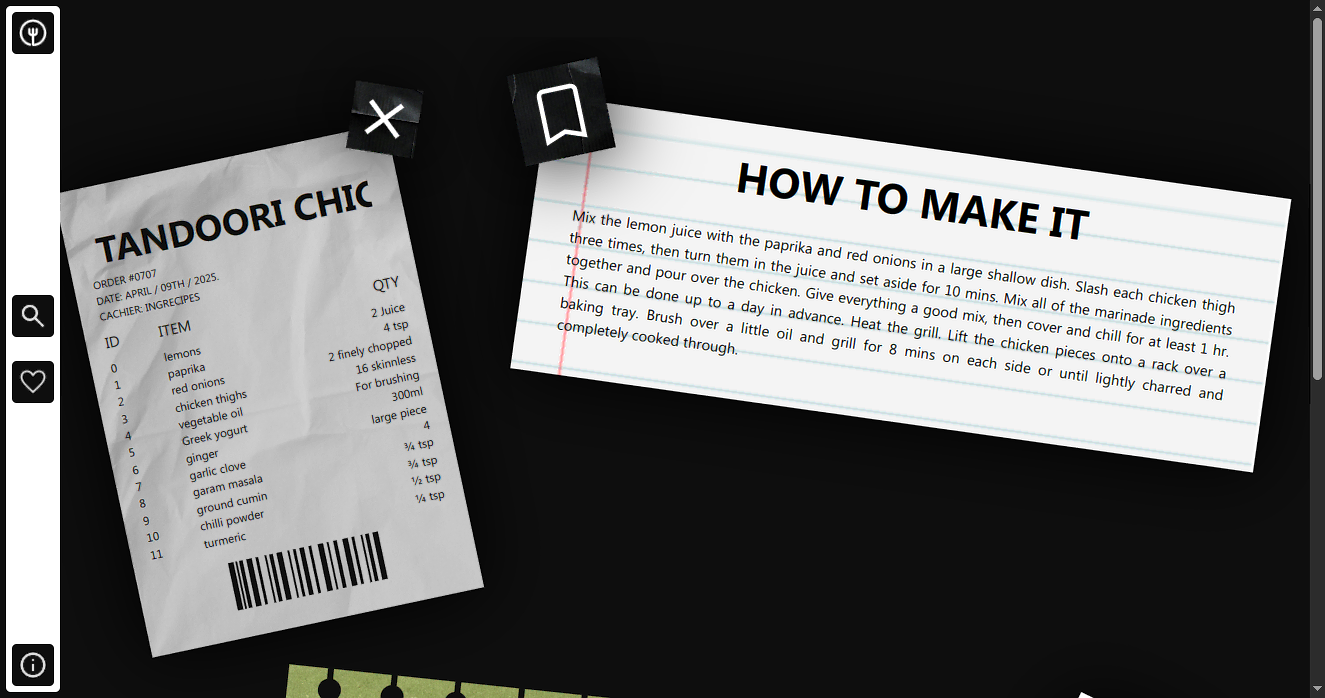 TANDOORI CHIC
ORDER #0707
DATE: APRIL / 09TH / 2025.
CACHIER: INGRECIPES
ID ITEM QTY
0 lemons 2 Juice
1 paprika 4 tsp
2 red onions 2 finely chopped
3 chicken thighs 16 skinnless
4 vegetable oil For brushing
5 Greek yogurt 300ml
6 ginger large piece
7 garlic clove 4
8 garam masala ¾ tsp
9 ground cumin ¾ tsp
10 chilli powder ½ tsp
11 turmeric ¼ tsp
HOW TO MAKE IT
Mix the lemon juice with the paprika and red onions in a large shallow dish. Slash each chicken thigh
three times, then turn them in the juice and set aside for 10 mins. Mix all of the marinade ingredients
together and pour over the chicken. Give everything a good mix, then cover and chill for at least 1 hr.
This can be done up to a day in advance. Heat the grill. Lift the chicken pieces onto a rack over a
baking tray. Brush over a little oil and grill for 8 mins on each side or until lightly charred and
completely cooked through.